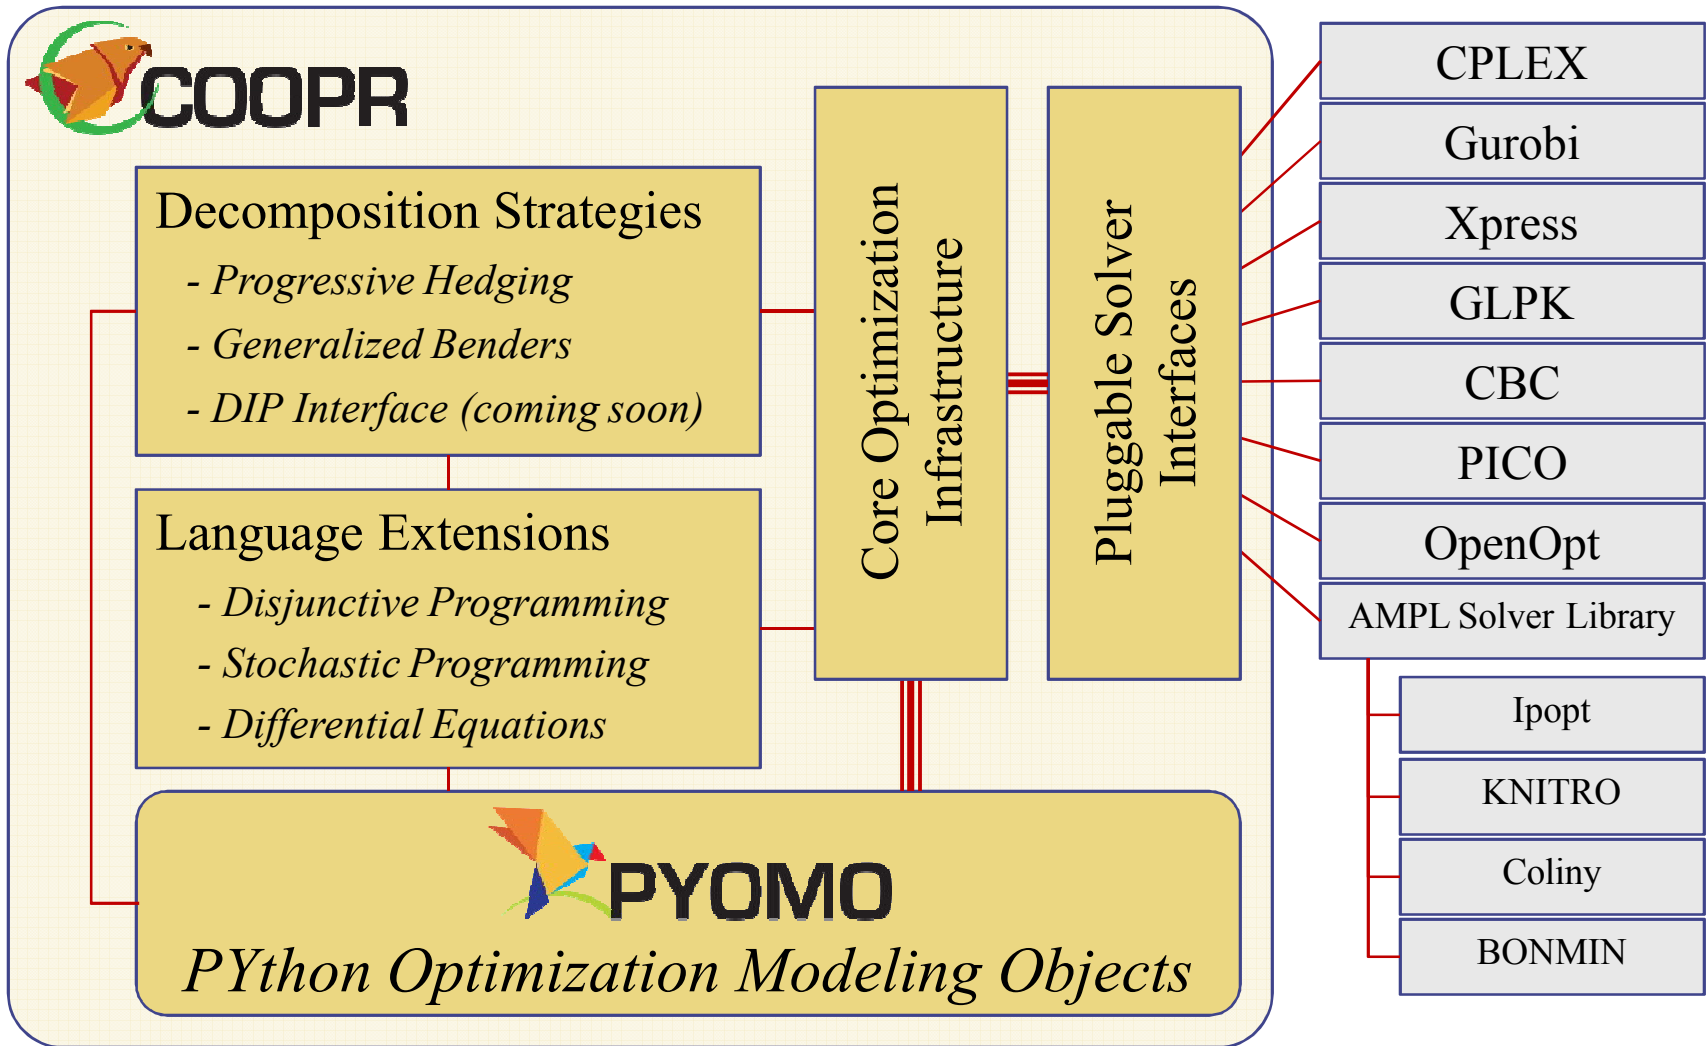 COOPR
Decomposition Strategies
- Progressive Hedging
- Generalized Benders
- DIP Interface (coming soon)
Language Extensions
- Disjunctive Programming
- Stochastic Programming
- Differential Equations
Core Optimization
Infrastructure
Pluggable Solver
Interfaces
PYOMO
PYthon Optimization Modeling Objects
CPLEX
Gurobi
Xpress
GLPK
CBC
PICO
OpenOpt
AMPL Solver Library
Ipopt
KNITRO
Coliny
BONMIN